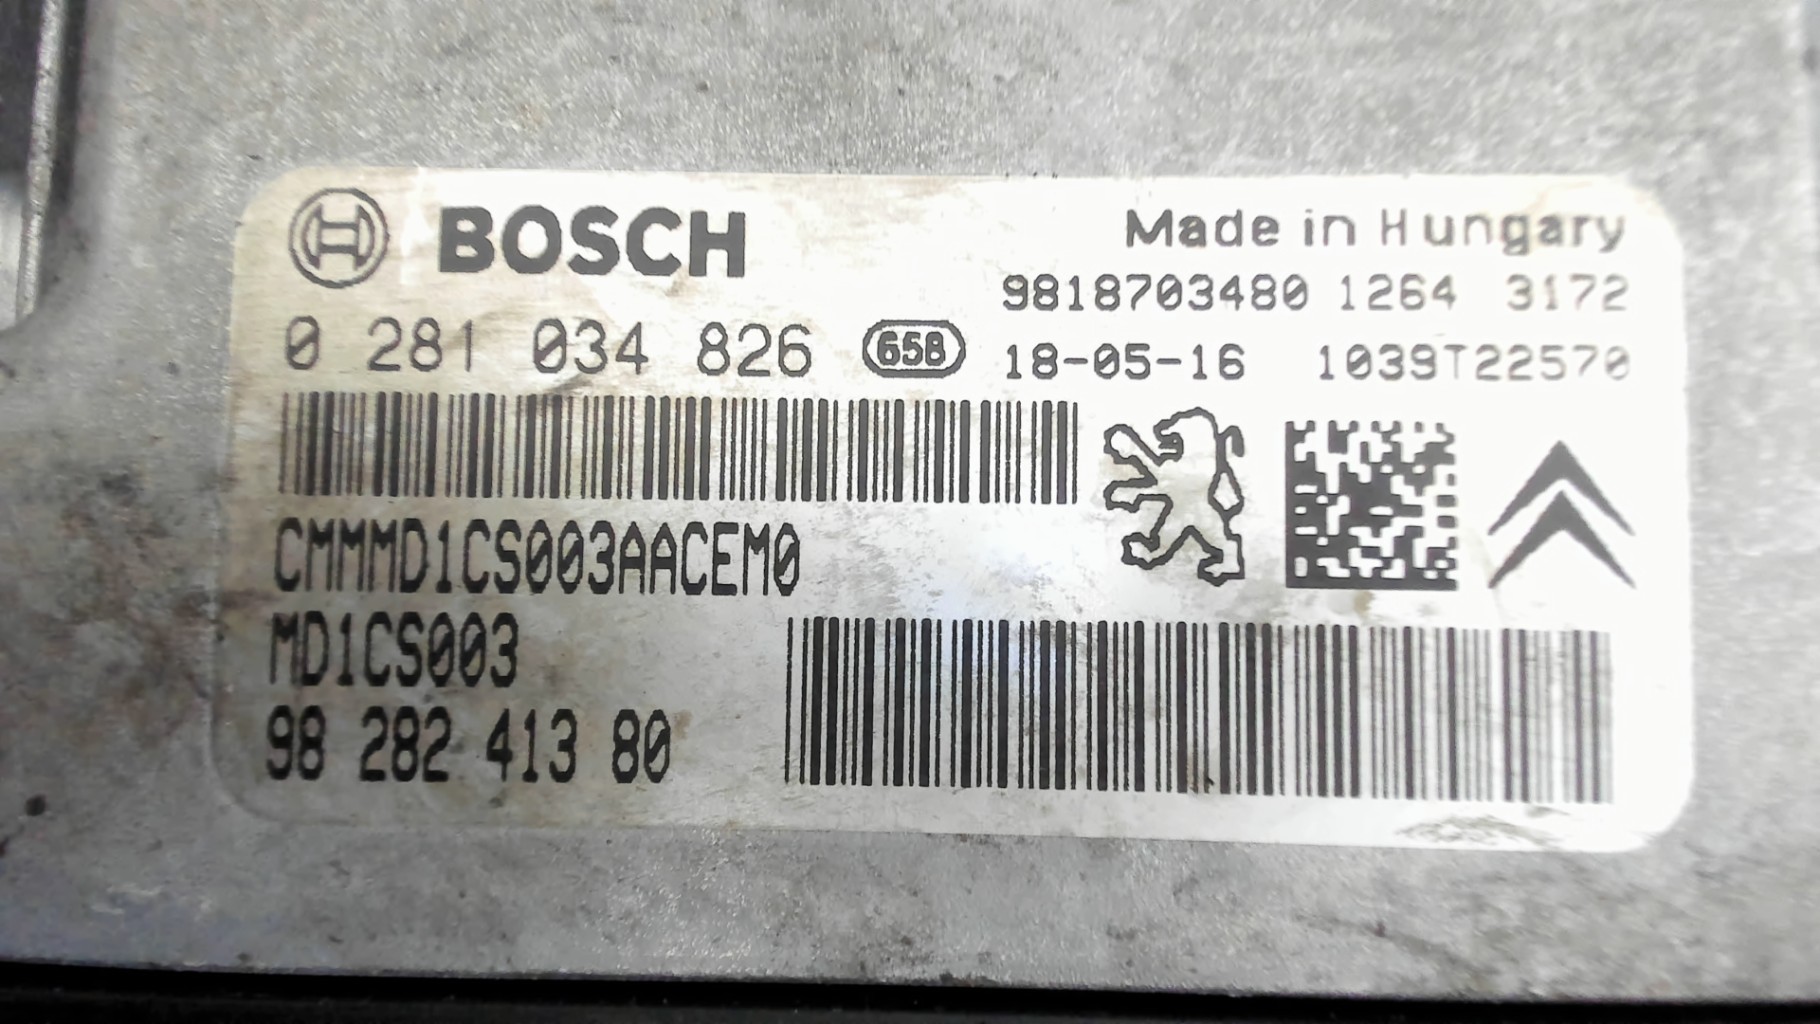 BOSCH
Made in Hungary
9818703480 1264 3172
0 281 034 826 658 18-05-16 1039T22570
CMMMD1CS003AACEM0
MD1CS003
98 282 413 80